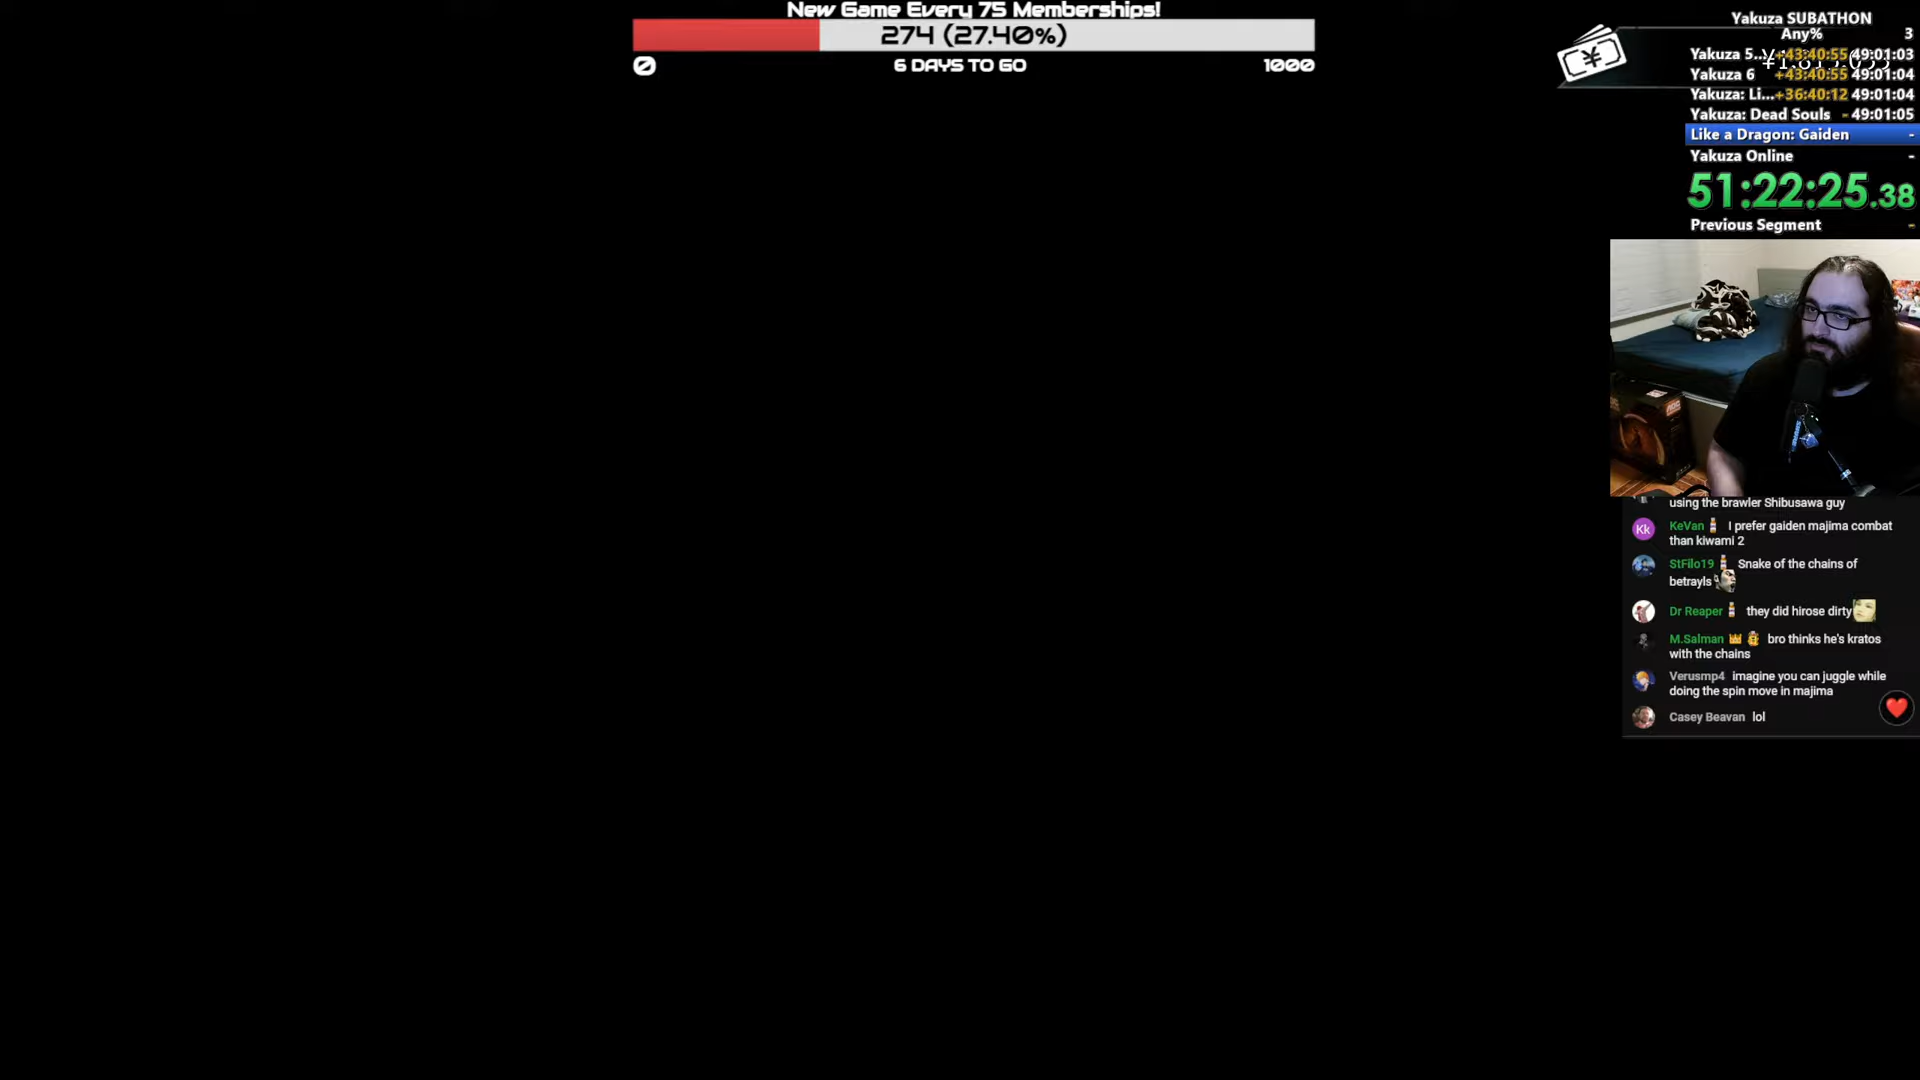 New Game Every 75 Memberships!
274 (27.40%)
0
6 DAYS TO GO
1000
Yakuza SUBATHON
Any% 3
Yakuza 5... +43:40:55 49:01:03
Yakuza 6 +43:40:55 49:01:04
Yakuza: Li... +36:40:12 49:01:04
Yakuza: Dead Souls - 49:01:05
Like a Dragon: Gaiden -
Yakuza Online -
51:22:25.38
Previous Segment -
using the brawler Shibusawa guy
Kk KeVan I prefer gaiden majima combat
than kiwami 2
StFilo19 Snake of the chains of
betrayls
Dr Reaper they did hirose dirty
M.Salman bro thinks he's kratos
with the chains
Verusmp4 imagine you can juggle while
doing the spin move in majima
Casey Beavan lol